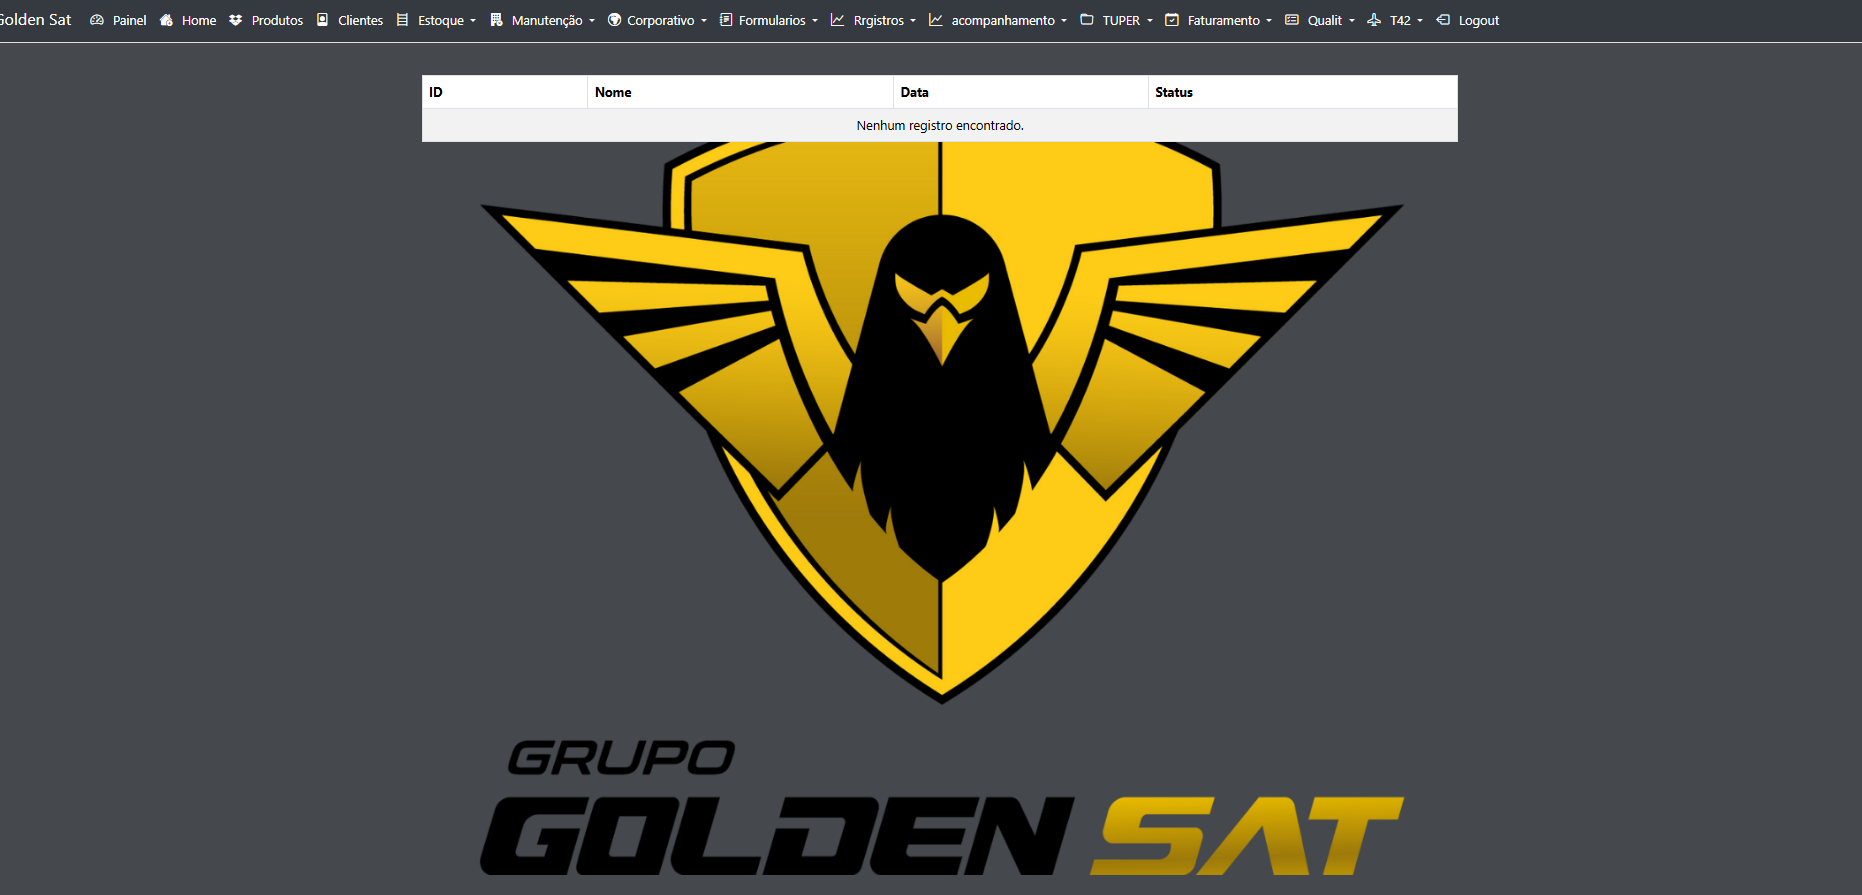 Golden Sat Painel Home Produtos Clientes Estoque Manutenção Corporativo Formularios Rrgistros acompanhamento TUPER Faturamento Qualit T42 Logout
ID Nome Data Status
Nenhum registro encontrado.
GRUPO
GOLDEN SAT